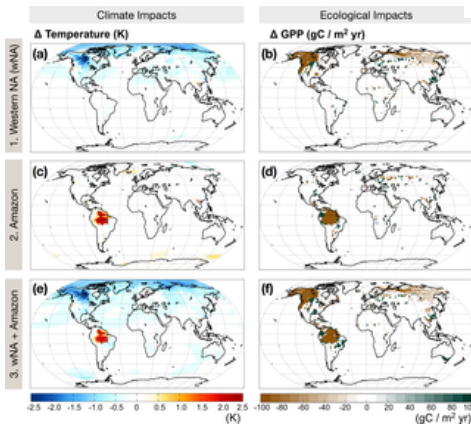 Climate Impacts
Ecological Impacts
Δ Temperature (K)
Δ GPP (gC / m² yr)
1. Western NA (wNA)
(a)
(b)
2. Amazon
(c)
(d)
3. wNA + Amazon
(e)
(f)
-2.5 -2.0 -1.5 -1.0 -0.5 0 0.5 1.0 1.5 2.0 2.5
(K)
-100 -80 -60 -40 -20 0 20 40 60 80 100
(gC / m² yr)